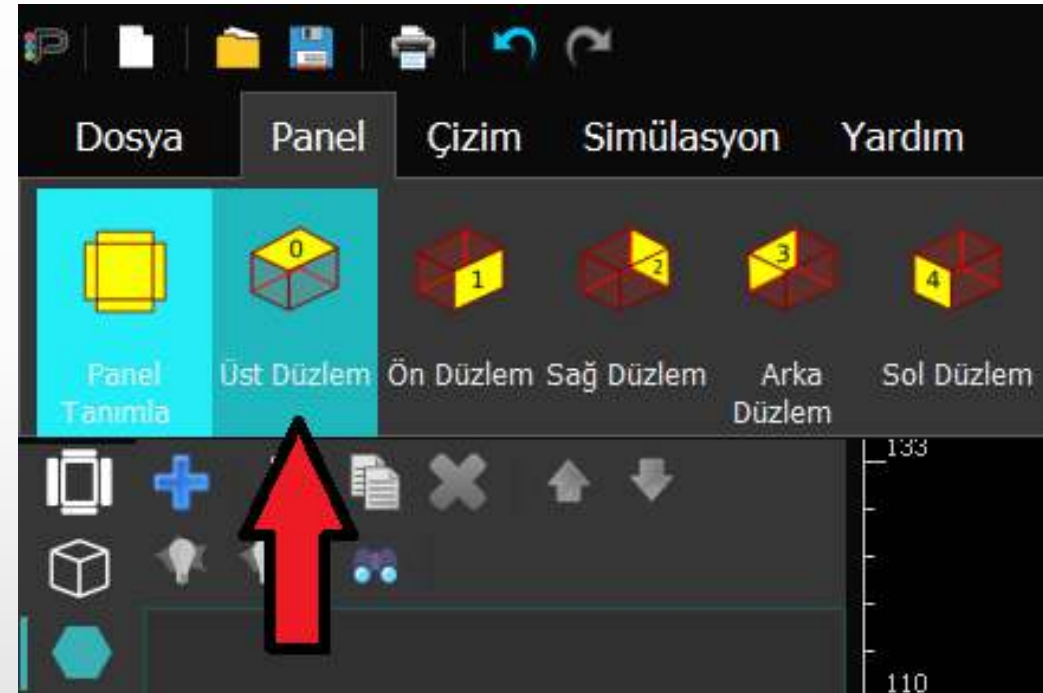 Dosya Panel Çizim Simülasyon Yardım
0 1 2 3 4
Panel Tanımla
Üst Düzlem
Ön Düzlem
Sağ Düzlem
Arka Düzlem
Sol Düzlem
133
110